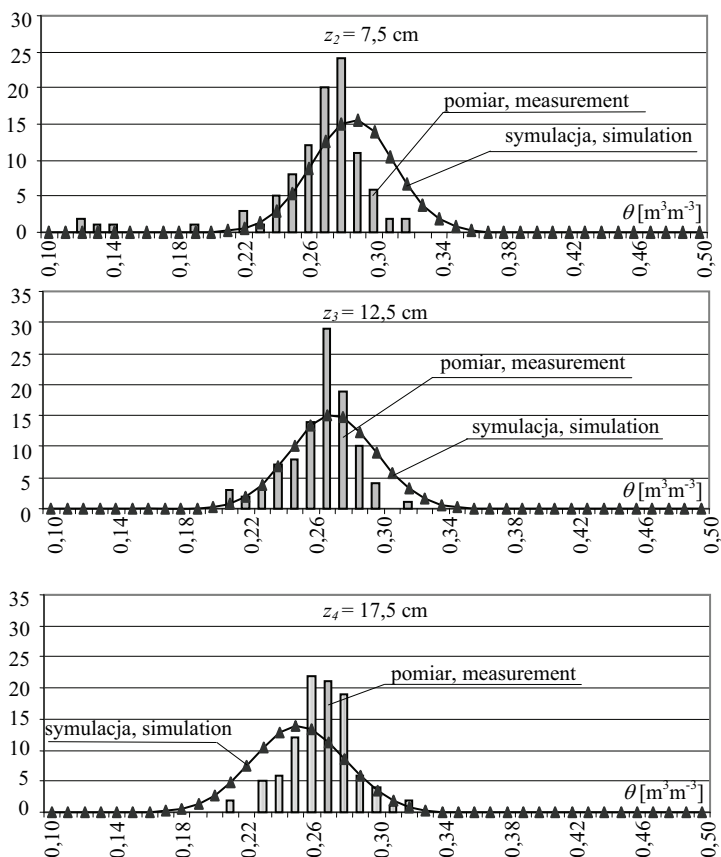 30
z₂ = 7,5 cm
25
20
pomiar, measurement
15
symulacja, simulation
10
5
θ [m³m⁻³]
0
0,10 0,14 0,18 0,22 0,26 0,30 0,34 0,38 0,42 0,46 0,50
35
z₃ = 12,5 cm
30
25
pomiar, measurement
20
15
symulacja, simulation
10
5
θ [m³m⁻³]
0
0,10 0,14 0,18 0,22 0,26 0,30 0,34 0,38 0,42 0,46 0,50
35
z₄ = 17,5 cm
30
25
pomiar, measurement
20
symulacja, simulation
15
10
5
θ [m³m⁻³]
0
0,10 0,14 0,18 0,22 0,26 0,30 0,34 0,38 0,42 0,46 0,50